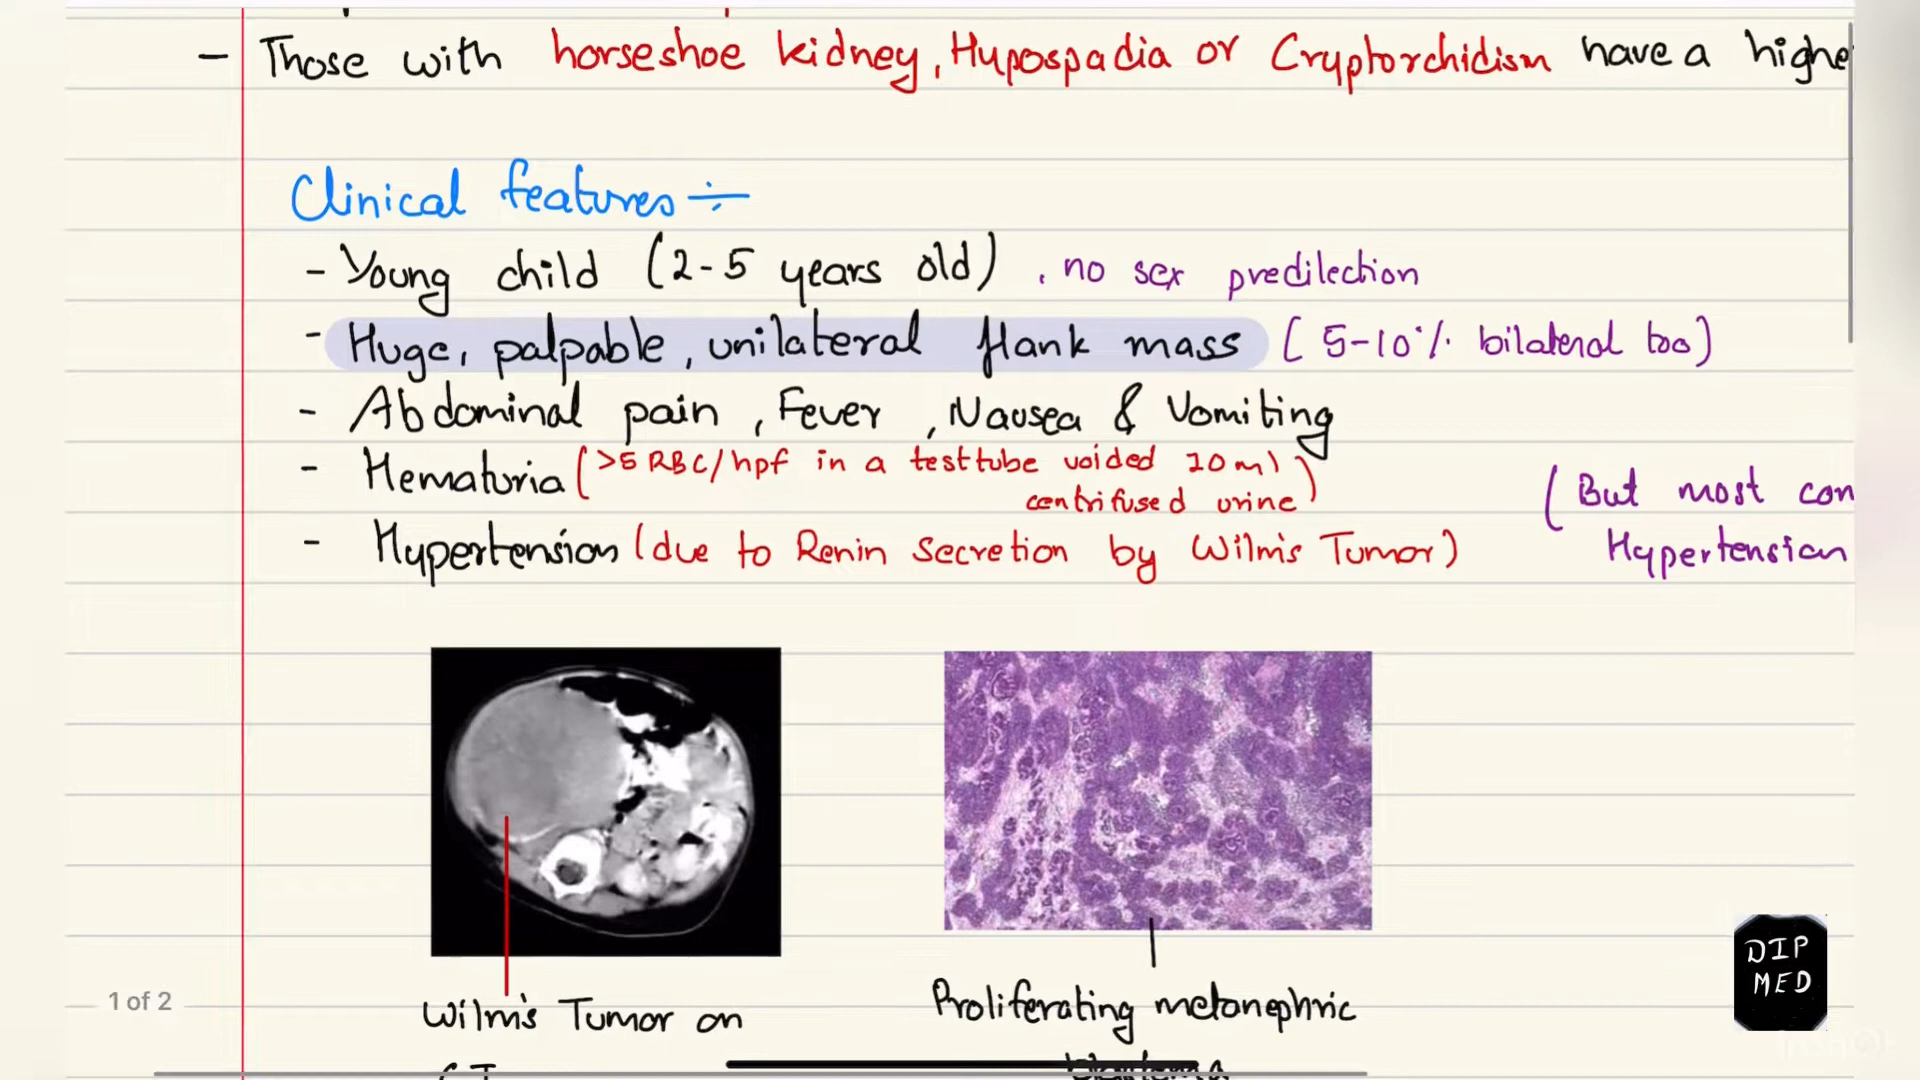 - Those with horseshoe kidney, Hypospadia or Cryptorchidism have a highe
Clinical features÷
- Young child (2-5 years old) , no sex predilection
- Huge, palpable, unilateral flank mass (5-10% bilateral too)
- Abdominal pain, Fever, Nausea & Vomiting
- Hematuria (>5 RBC/hpf in a testtube voided 10ml
centrifused urine)
- Hypertension (due to Renin Secretion by Wilm's Tumor)
(But most com
Hypertension
Wilm's Tumor on
CT
Proliferating metanephric
1 of 2
DIP
MED